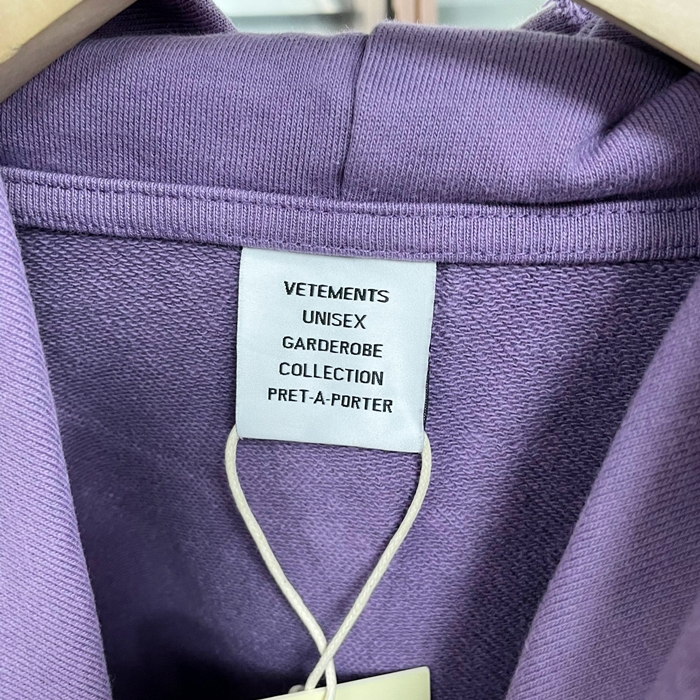 VETEMENTS
UNISEX
GARDEROBE
COLLECTION
PRET-A-PORTER